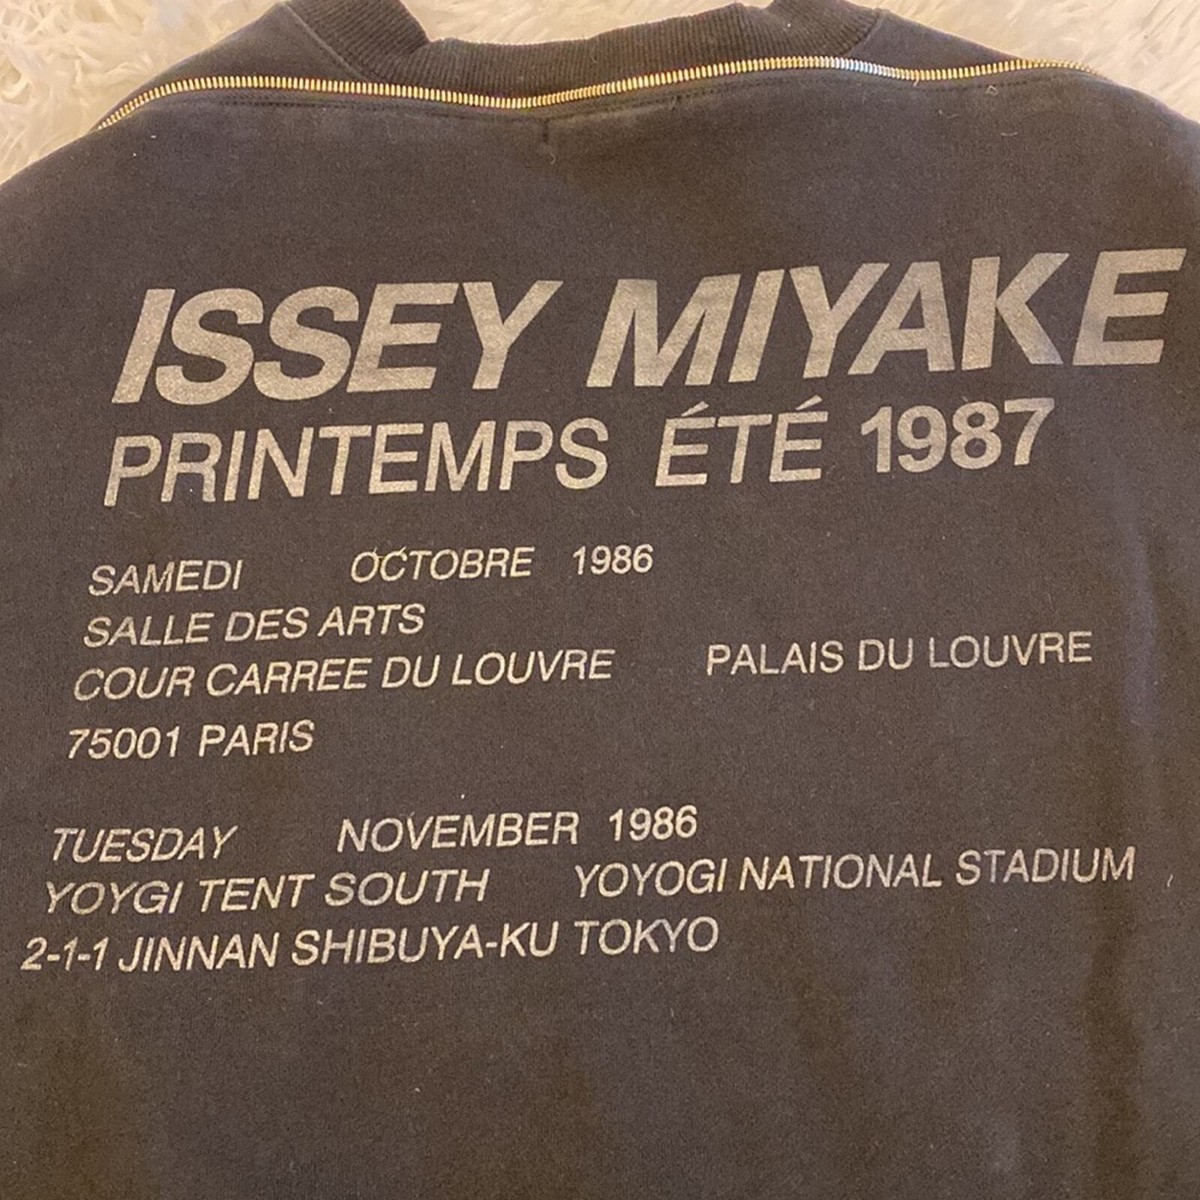 ISSEY MIYAKE
PRINTEMPS ÉTÉ 1987
SAMEDI OCTOBRE 1986
SALLE DES ARTS
COUR CARREE DU LOUVRE PALAIS DU LOUVRE
75001 PARIS
TUESDAY NOVEMBER 1986
YOYGI TENT SOUTH YOYOGI NATIONAL STADIUM
2-1-1 JINNAN SHIBUYA-KU TOKYO